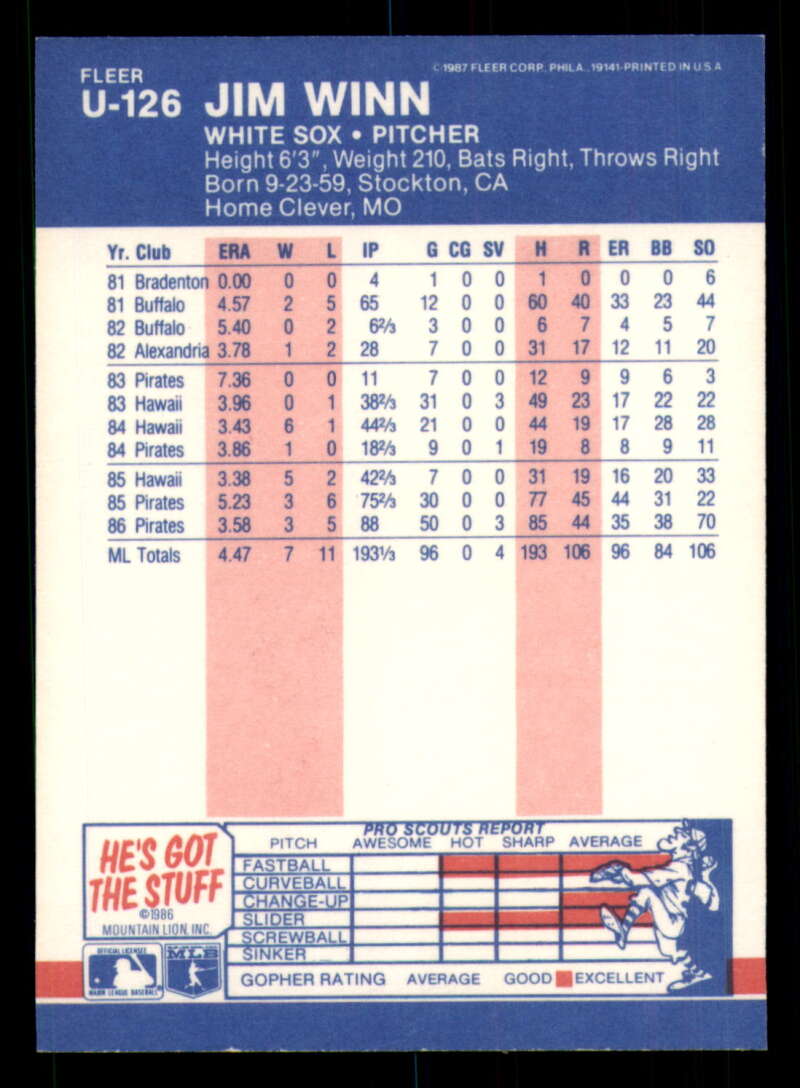 FLEER
© 1987 FLEER CORP. PHILA., 19141-PRINTED IN U.S.A
U-126 JIM WINN
WHITE SOX • PITCHER
Height 6'3", Weight 210, Bats Right, Throws Right
Born 9-23-59, Stockton, CA
Home Clever, MO
Yr. Club ERA W L IP G CG SV H R ER BB SO
81 Bradenton 0.00 0 0 4 1 0 0 1 0 0 0 6
81 Buffalo 4.57 2 5 65 12 0 0 60 40 33 23 44
82 Buffalo 5.40 0 2 6⅔ 3 0 0 6 7 4 5 7
82 Alexandria 3.78 1 2 28 7 0 0 31 17 12 11 20
83 Pirates 7.36 0 0 11 7 0 0 12 9 9 6 3
83 Hawaii 3.96 0 1 38⅔ 31 0 3 49 23 17 22 22
84 Hawaii 3.43 6 1 44⅔ 21 0 0 44 19 17 28 28
84 Pirates 3.86 1 0 18⅔ 9 0 1 19 8 8 9 11
85 Hawaii 3.38 5 2 42⅔ 7 0 0 31 19 16 20 33
85 Pirates 5.23 3 6 75⅔ 30 0 0 77 45 44 31 22
86 Pirates 3.58 3 5 88 50 0 3 85 44 35 38 70
ML Totals 4.47 7 11 193⅓ 96 0 4 193 106 96 84 106
HE'S GOT
THE STUFF
©1986
MOUNTAIN LION, INC.
OFFICIAL LICENSEE
MAJOR LEAGUE BASEBALL
MLB
PRO SCOUTS REPORT
PITCH AWESOME HOT SHARP AVERAGE
FASTBALL
CURVEBALL
CHANGE-UP
SLIDER
SCREWBALL
SINKER
GOPHER RATING AVERAGE GOOD EXCELLENT